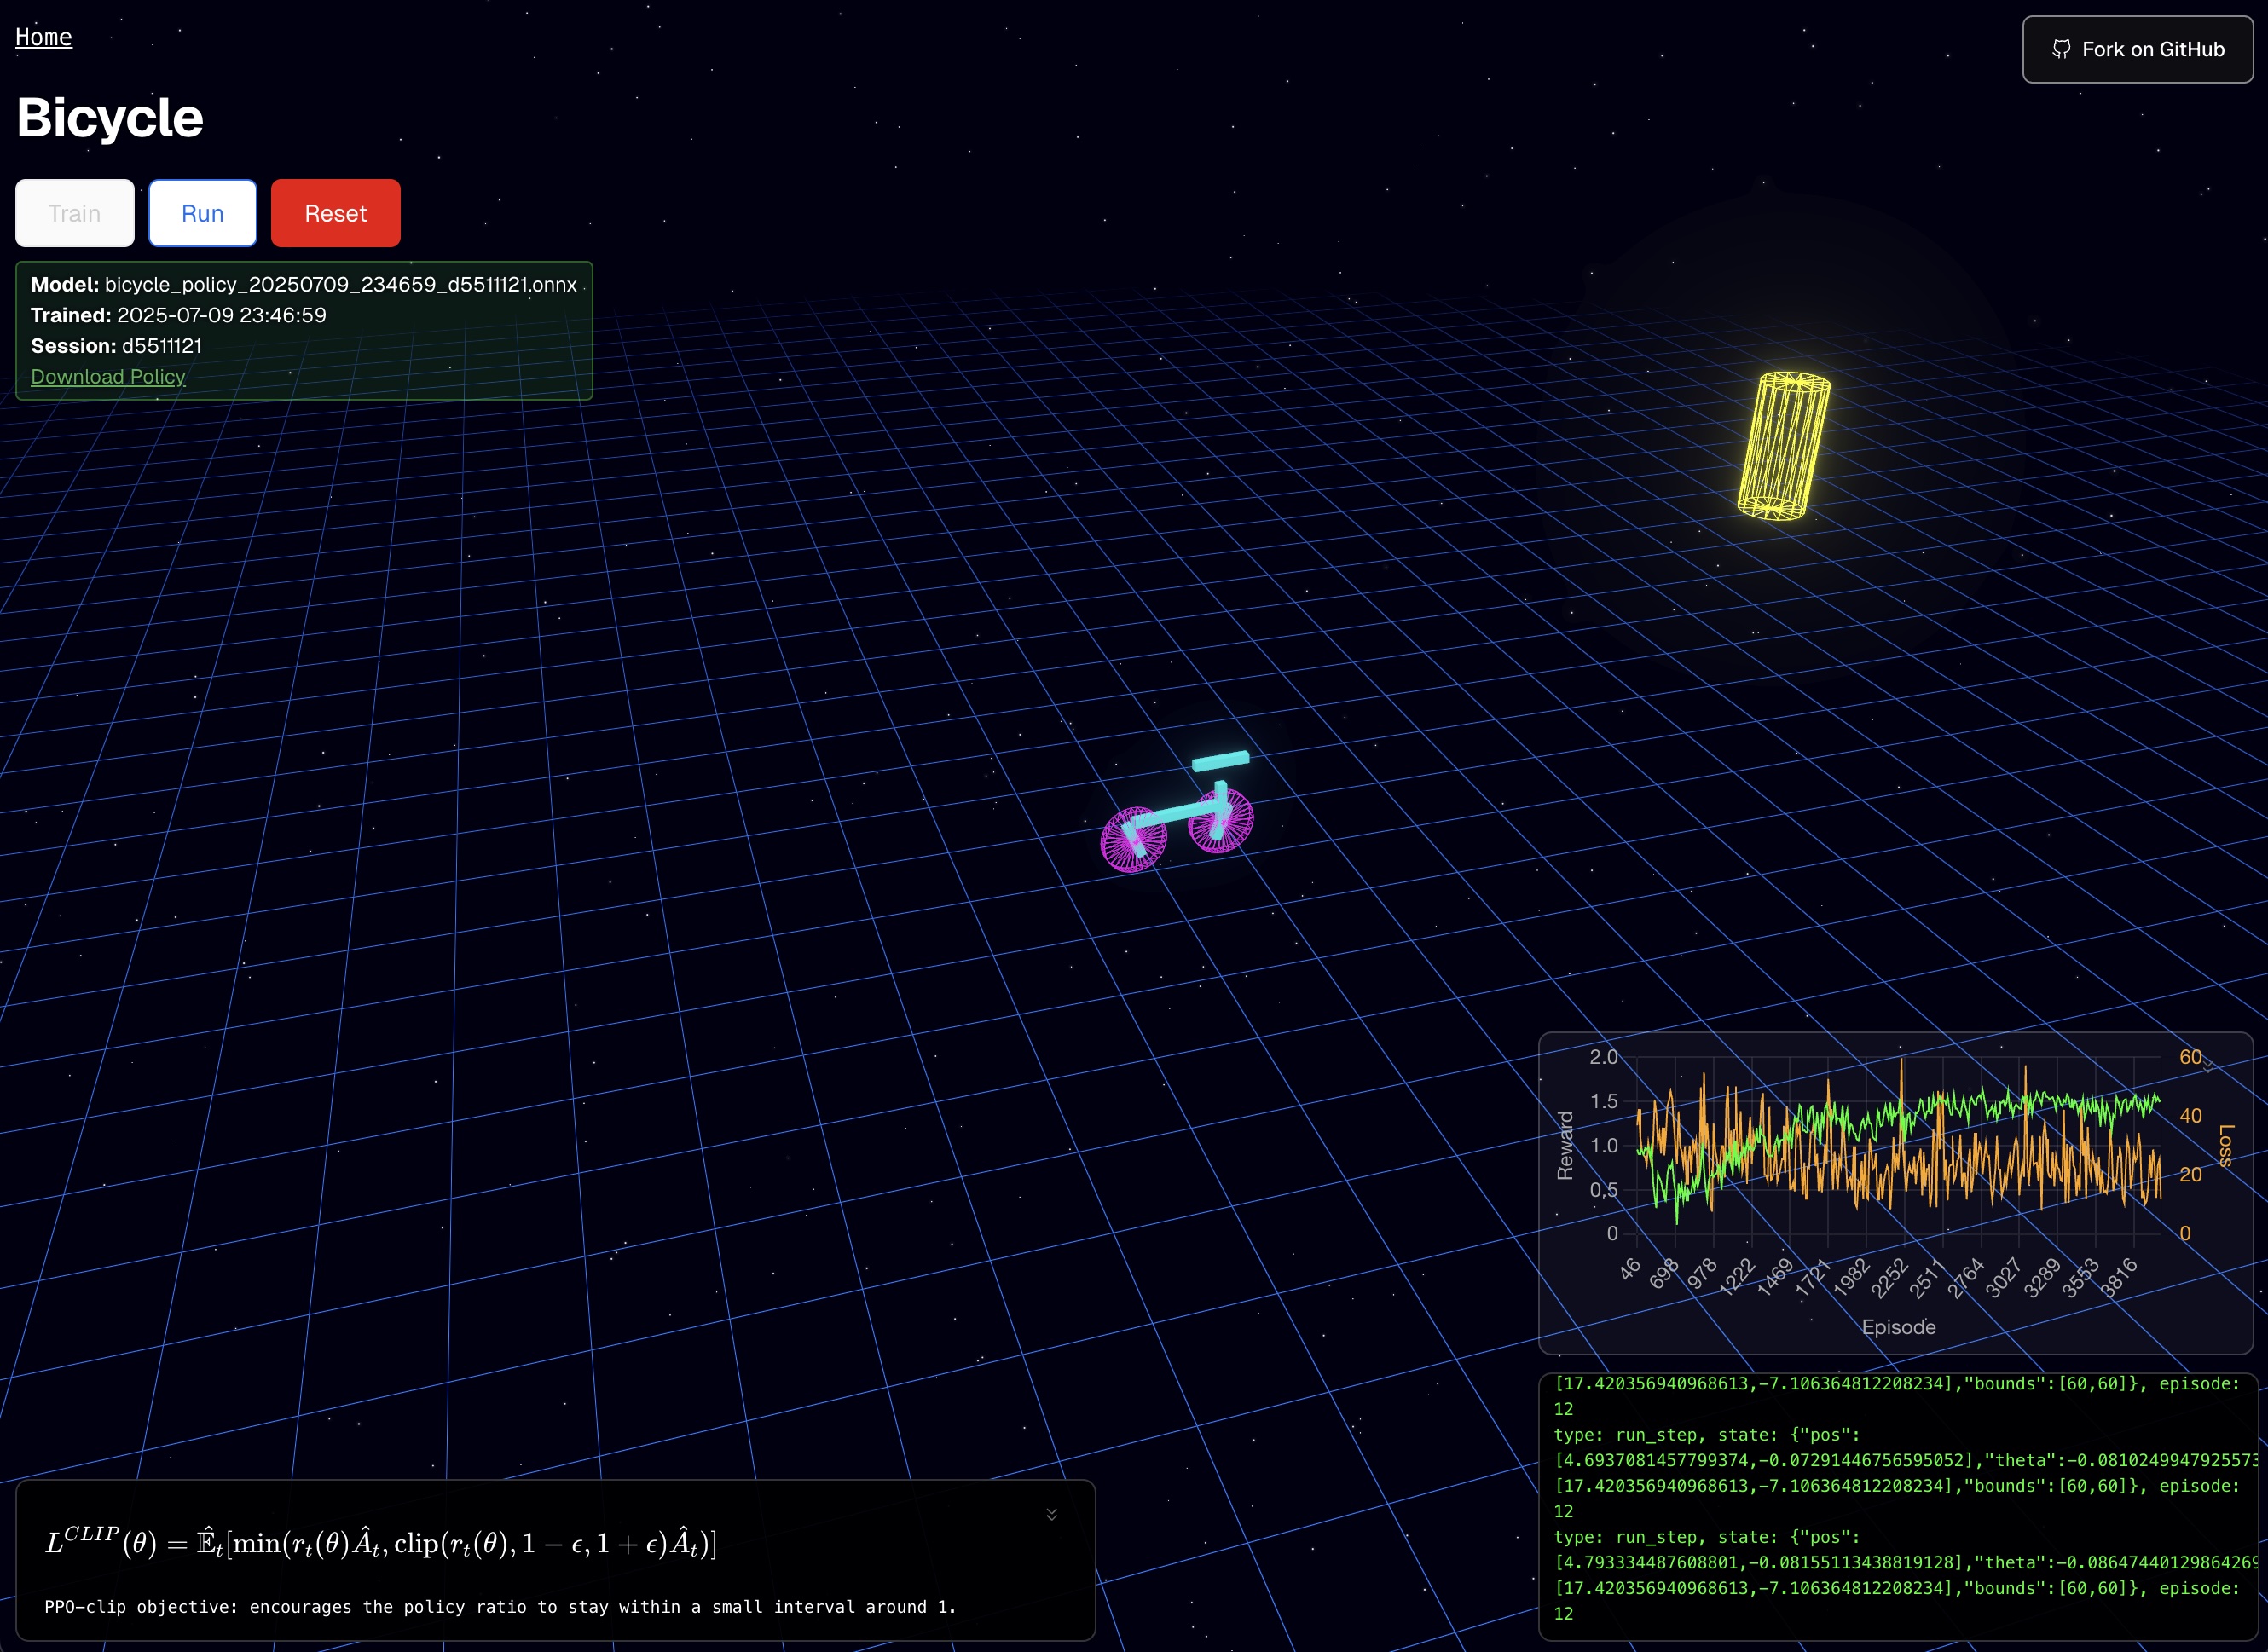 Home
Fork on GitHub
Bicycle
Train
Run
Reset
Model: bicycle_policy_20250709_234659_d5511121.onnx
Trained: 2025-07-09 23:46:59
Session: d5511121
Download Policy
2.0
1.5
1.0
0.5
0
Reward
60
40
20
0
Loss
46
698
978
1222
1469
1721
1982
2252
2511
2764
3027
3289
3553
3816
Episode
[17.420356940968613,-7.106364812208234],"bounds":[60,60]}, episode:
12
type: run_step, state: {"pos":
[4.6937081457799374,-0.07291446756595052],"theta":-0.0810249947925573
[17.420356940968613,-7.106364812208234],"bounds":[60,60]}, episode:
12
type: run_step, state: {"pos":
[4.793334487608801,-0.08155113438819128],"theta":-0.08647440129864269
[17.420356940968613,-7.106364812208234],"bounds":[60,60]}, episode:
12
L^{CLIP}(θ) = Ê_t[min(r_t(θ)Â_t, clip(r_t(θ), 1 − ϵ, 1 + ϵ)Â_t)]
PPO-clip objective: encourages the policy ratio to stay within a small interval around 1.